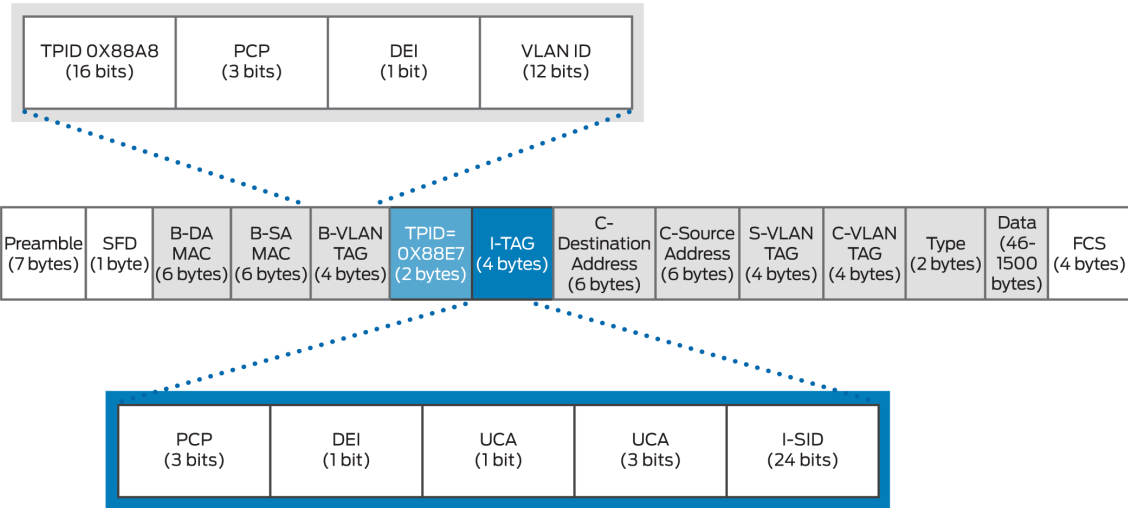 TPID 0X88A8
(16 bits)
PCP
(3 bits)
DEI
(1 bit)
VLAN ID
(12 bits)
Preamble
(7 bytes)
SFD
(1 byte)
B-DA
MAC
(6 bytes)
B-SA
MAC
(6 bytes)
B-VLAN
TAG
(4 bytes)
TPID=
0X88E7
(2 bytes)
I-TAG
(4 bytes)
C-
Destination
Address
(6 bytes)
C-Source
Address
(6 bytes)
S-VLAN
TAG
(4 bytes)
C-VLAN
TAG
(4 bytes)
Type
(2 bytes)
Data
(46-
1500
bytes)
FCS
(4 bytes)
PCP
(3 bits)
DEI
(1 bit)
UCA
(1 bit)
UCA
(3 bits)
I-SID
(24 bits)